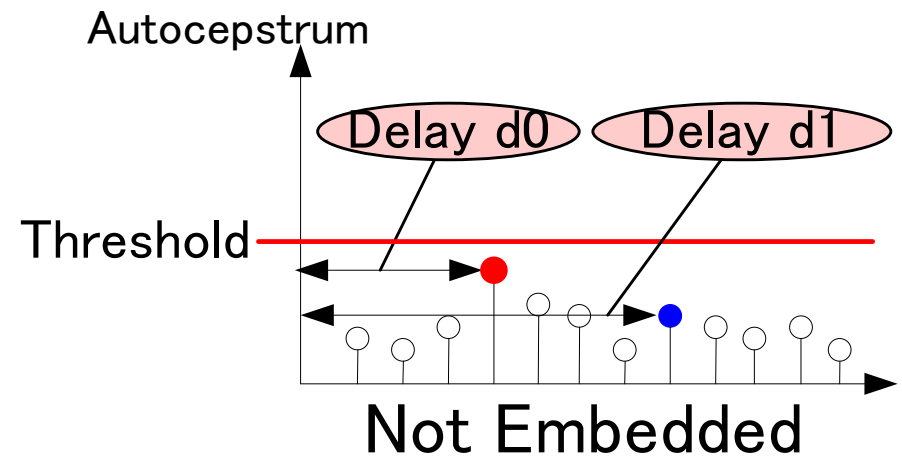 Autocepstrum
Delay d0
Delay d1
Threshold
Not Embedded